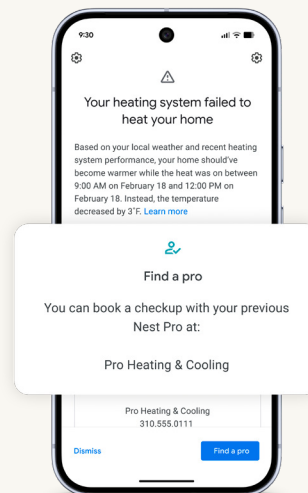 9:30
Your heating system failed to
heat your home
Based on your local weather and recent heating
system performance, your home should've
become warmer while the heat was on between
9:00 AM on February 18 and 12:00 PM on
February 18. Instead, the temperature
decreased by 3°F. Learn more
Find a pro
You can book a checkup with your previous
Nest Pro at:
Pro Heating & Cooling
Pro Heating & Cooling
310.555.0111
Dismiss
Find a pro